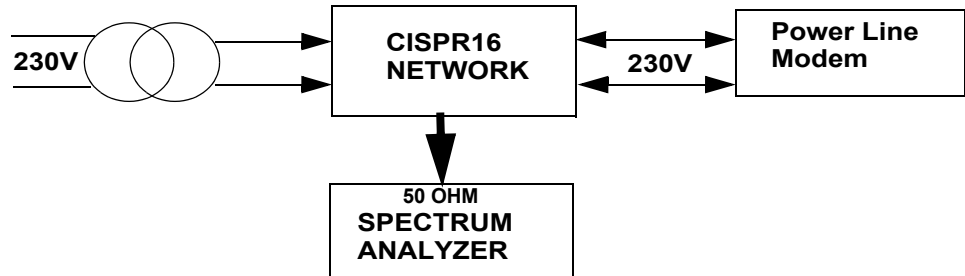 230V
CISPR16
NETWORK
230V
Power Line
Modem
50 OHM
SPECTRUM
ANALYZER